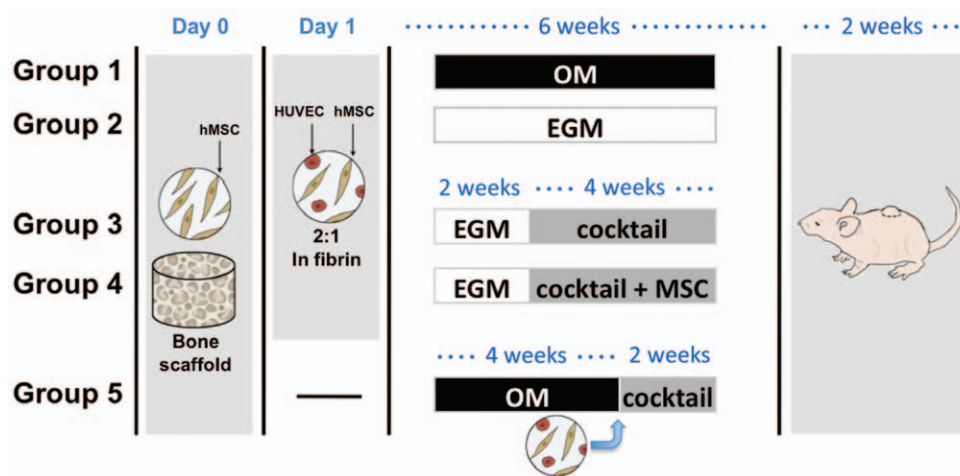 Day 0
Day 1
6 weeks
2 weeks
Group 1
OM
Group 2
HUVEC
hMSC
EGM
hMSC
2 weeks
4 weeks
Group 3
2:1
In fibrin
EGM
cocktail
Group 4
EGM
cocktail + MSC
Bone
scaffold
4 weeks
2 weeks
Group 5
OM
cocktail